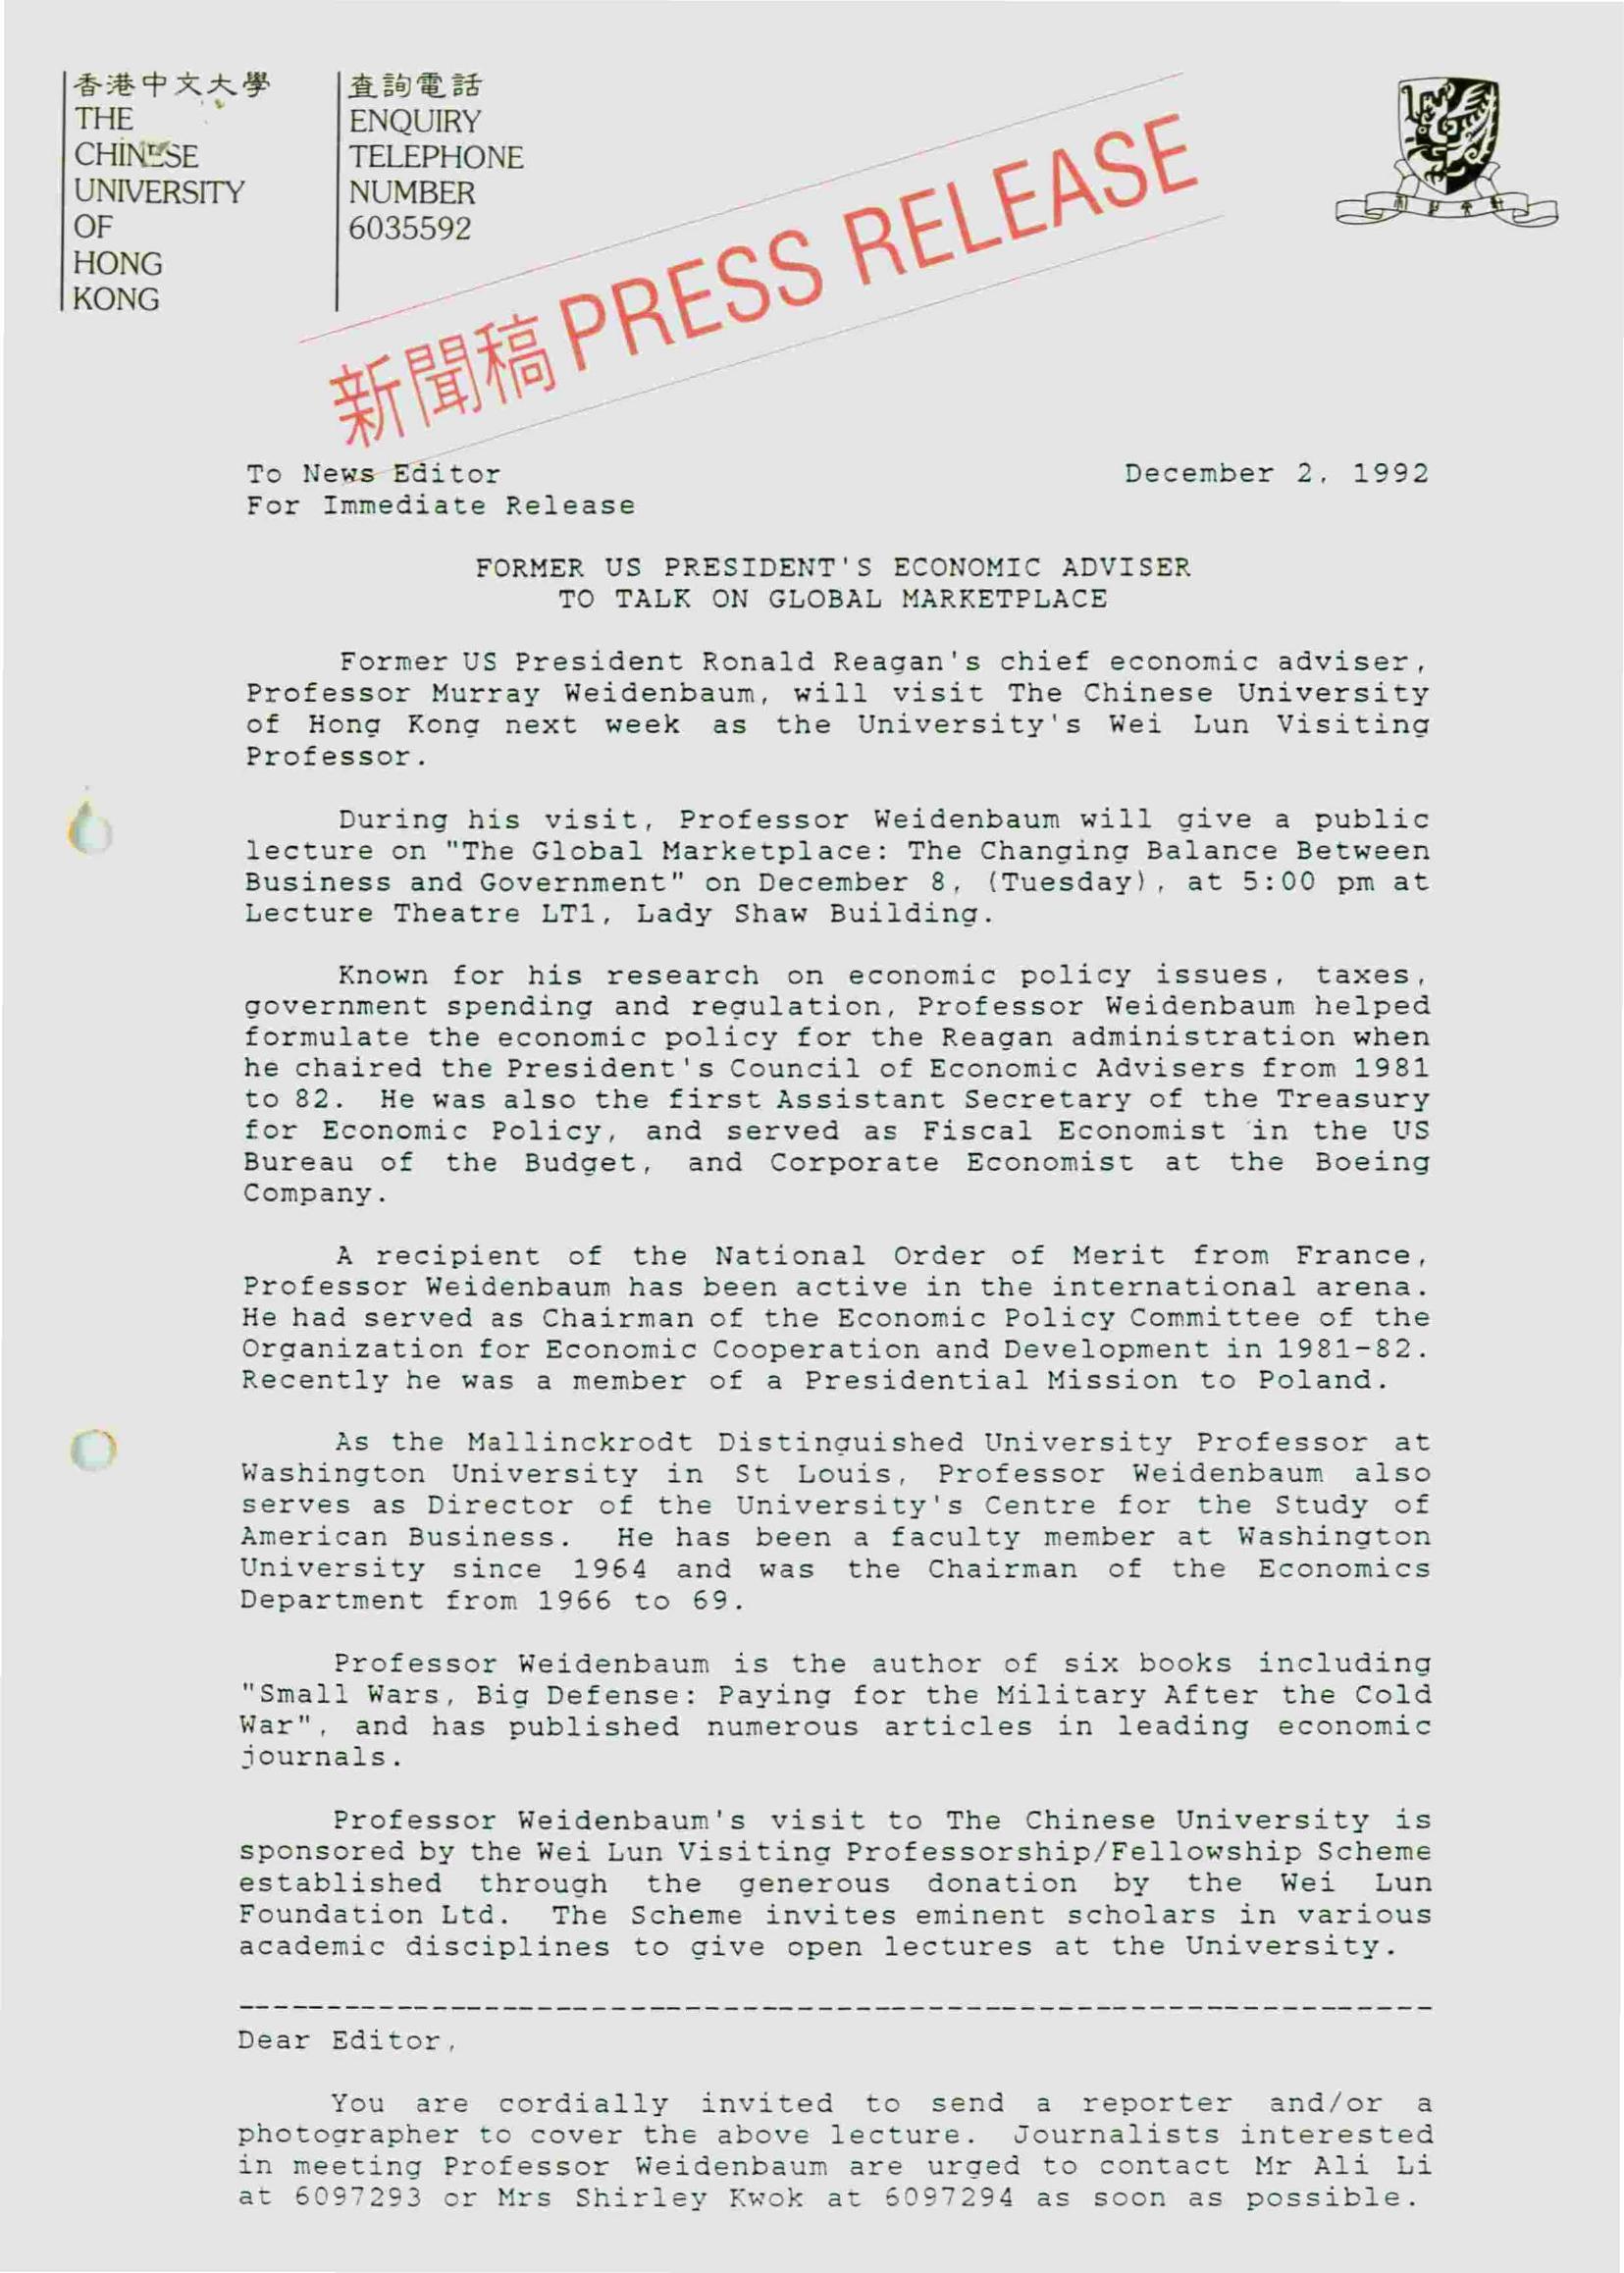 香港中文大學
THE
CHINESE
UNIVERSITY
OF
HONG
KONG
查詢電話
ENQUIRY
TELEPHONE
NUMBER
6035592
新聞稿 PRESS RELEASE
To News Editor December 2, 1992
For Immediate Release
FORMER US PRESIDENT'S ECONOMIC ADVISER
TO TALK ON GLOBAL MARKETPLACE
Former US President Ronald Reagan's chief economic adviser,
Professor Murray Weidenbaum, will visit The Chinese University
of Hong Kong next week as the University's Wei Lun Visiting
Professor.
During his visit, Professor Weidenbaum will give a public
lecture on "The Global Marketplace: The Changing Balance Between
Business and Government" on December 8, (Tuesday), at 5:00 pm at
Lecture Theatre LT1, Lady Shaw Building.
Known for his research on economic policy issues, taxes,
government spending and regulation, Professor Weidenbaum helped
formulate the economic policy for the Reagan administration when
he chaired the President's Council of Economic Advisers from 1981
to 82. He was also the first Assistant Secretary of the Treasury
for Economic Policy, and served as Fiscal Economist in the US
Bureau of the Budget, and Corporate Economist at the Boeing
Company.
A recipient of the National Order of Merit from France,
Professor Weidenbaum has been active in the international arena.
He had served as Chairman of the Economic Policy Committee of the
Organization for Economic Cooperation and Development in 1981-82.
Recently he was a member of a Presidential Mission to Poland.
As the Mallinckrodt Distinguished University Professor at
Washington University in St Louis, Professor Weidenbaum also
serves as Director of the University's Centre for the Study of
American Business. He has been a faculty member at Washington
University since 1964 and was the Chairman of the Economics
Department from 1966 to 69.
Professor Weidenbaum is the author of six books including
"Small Wars, Big Defense: Paying for the Military After the Cold
War", and has published numerous articles in leading economic
journals.
Professor Weidenbaum's visit to The Chinese University is
sponsored by the Wei Lun Visiting Professorship/Fellowship Scheme
established through the generous donation by the Wei Lun
Foundation Ltd. The Scheme invites eminent scholars in various
academic disciplines to give open lectures at the University.
Dear Editor,
You are cordially invited to send a reporter and/or a
photographer to cover the above lecture. Journalists interested
in meeting Professor Weidenbaum are urged to contact Mr Ali Li
at 6097293 or Mrs Shirley Kwok at 6097294 as soon as possible.